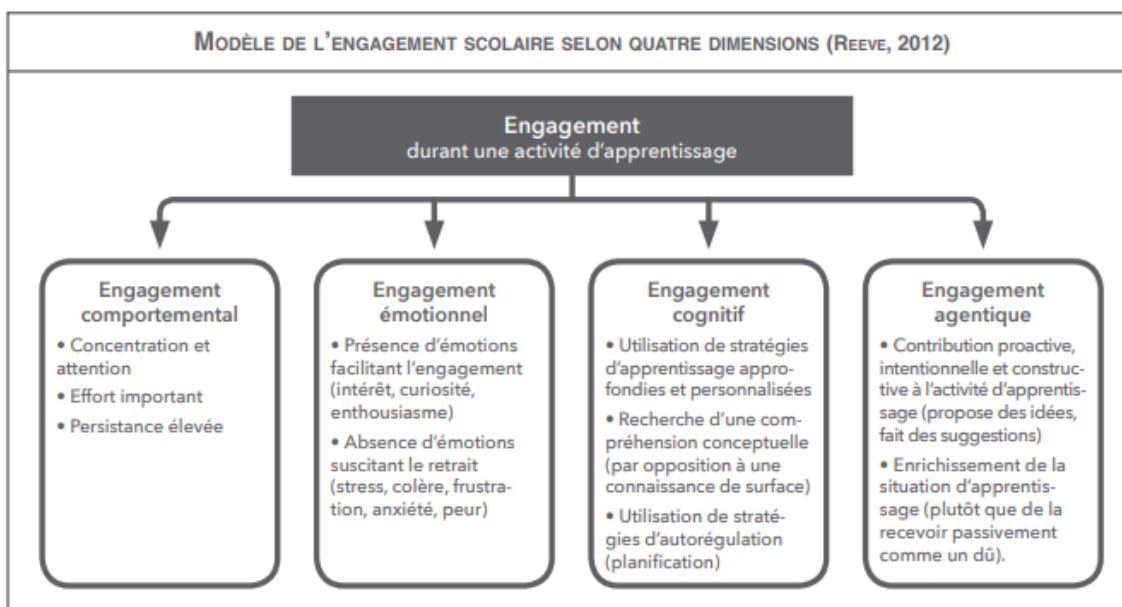 MODÈLE DE L'ENGAGEMENT SCOLAIRE SELON QUATRE DIMENSIONS (REEVE, 2012)
Engagement
durant une activité d'apprentissage
Engagement
comportemental
• Concentration et
attention
• Effort important
• Persistance élevée
Engagement
émotionnel
• Présence d'émotions
facilitant l'engagement
(intérêt, curiosité,
enthousiasme)
• Absence d'émotions
suscitant le retrait
(stress, colère, frustra-
tion, anxiété, peur)
Engagement
cognitif
• Utilisation de stratégies
d'apprentissage appro-
fondies et personnalisées
• Recherche d'une com-
préhension conceptuelle
(par opposition à une
connaissance de surface)
• Utilisation de straté-
gies d'autorégulation
(planification)
Engagement
agentique
• Contribution proactive,
intentionnelle et construc-
tive à l'activité d'apprentis-
sage (propose des idées,
fait des suggestions)
• Enrichissement de la
situation d'apprentis-
sage (plutôt que de la
recevoir passivement
comme un dû).